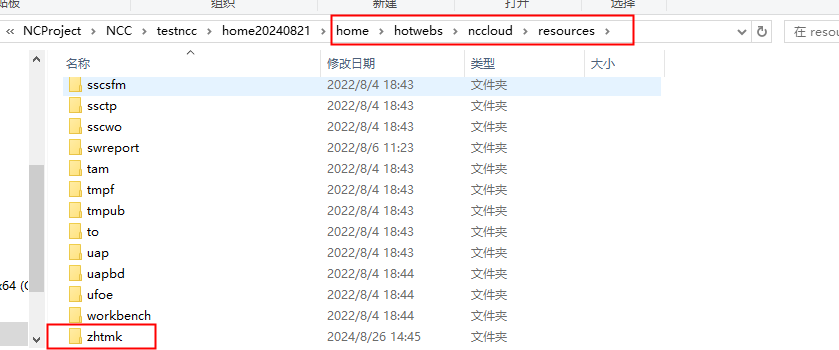 组织 新建 打开 选择
« NCProject > NCC > testncc > home20240821 > home > hotwebs > nccloud > resources > 在 resou
名称 修改日期 类型 大小
sscsfm 2022/8/4 18:43 文件夹
ssctp 2022/8/4 18:43 文件夹
sscwo 2022/8/4 18:43 文件夹
swreport 2022/8/6 11:23 文件夹
tam 2022/8/4 18:43 文件夹
tmpf 2022/8/4 18:43 文件夹
tmpub 2022/8/4 18:43 文件夹
to 2022/8/4 18:43 文件夹
uap 2022/8/4 18:43 文件夹
uapbd 2022/8/4 18:44 文件夹
x64 (C ufoe 2022/8/4 18:44 文件夹
workbench 2022/8/4 18:44 文件夹
zhtmk 2024/8/26 14:45 文件夹